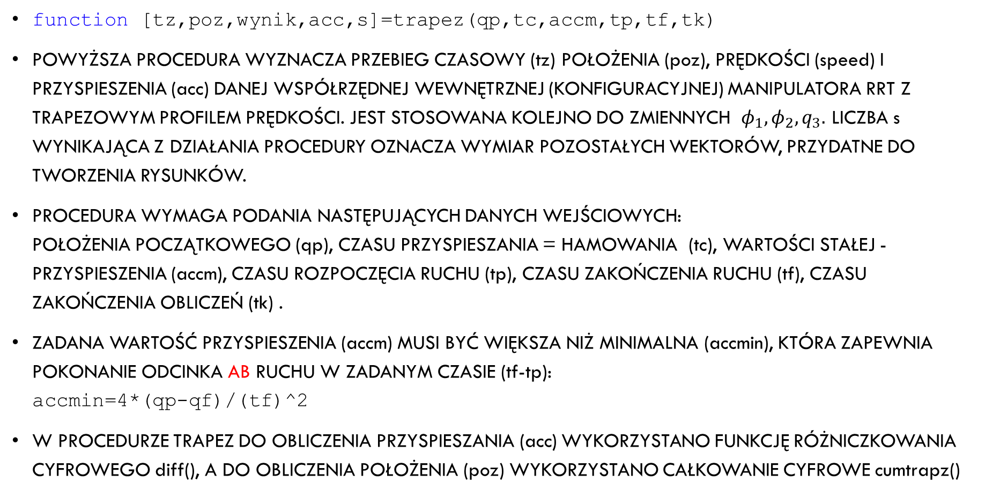 • function [tz,poz,wynik,acc,s]=trapez(qp,tc,accm,tp,tf,tk)
• POWYŻSZA PROCEDURA WYZNACZA PRZEBIEG CZASOWY (tz) POŁOŻENIA (poz), PRĘDKOŚCI (speed) I
PRZYSPIESZENIA (acc) DANEJ WSPÓŁRZĘDNEJ WEWNĘTRZNEJ (KONFIGURACYJNEJ) MANIPULATORA RRT Z
TRAPEZOWYM PROFILEM PRĘDKOŚCI. JEST STOSOWANA KOLEJNO DO ZMIENNYCH ϕ₁, ϕ₂, q₃. LICZBA s
WYNIKAJĄCA Z DZIAŁANIA PROCEDURY OZNACZA WYMIAR POZOSTAŁYCH WEKTORÓW, PRZYDATNE DO
TWORZENIA RYSUNKÓW.
• PROCEDURA WYMAGA PODANIA NASTĘPUJĄCYCH DANYCH WEJŚCIOWYCH:
POŁOŻENIA POCZĄTKOWEGO (qp), CZASU PRZYSPIESZANIA = HAMOWANIA (tc), WARTOŚCI STAŁEJ -
PRZYSPIESZENIA (accm), CZASU ROZPOCZĘCIA RUCHU (tp), CZASU ZAKOŃCZENIA RUCHU (tf), CZASU
ZAKOŃCZENIA OBLICZEŃ (tk) .
• ZADANA WARTOŚĆ PRZYSPIESZENIA (accm) MUSI BYĆ WIĘKSZA NIŻ MINIMALNA (accmin), KTÓRA ZAPEWNIA
POKONANIE ODCINKA AB RUCHU W ZADANYM CZASIE (tf-tp):
accmin=4*(qp-qf)/(tf)^2
• W PROCEDURZE TRAPEZ DO OBLICZENIA PRZYSPIESZANIA (acc) WYKORZYSTANO FUNKCJĘ RÓŻNICZKOWANIA
CYFROWEGO diff(), A DO OBLICZENIA POŁOŻENIA (poz) WYKORZYSTANO CAŁKOWANIE CYFROWE cumtrapz()